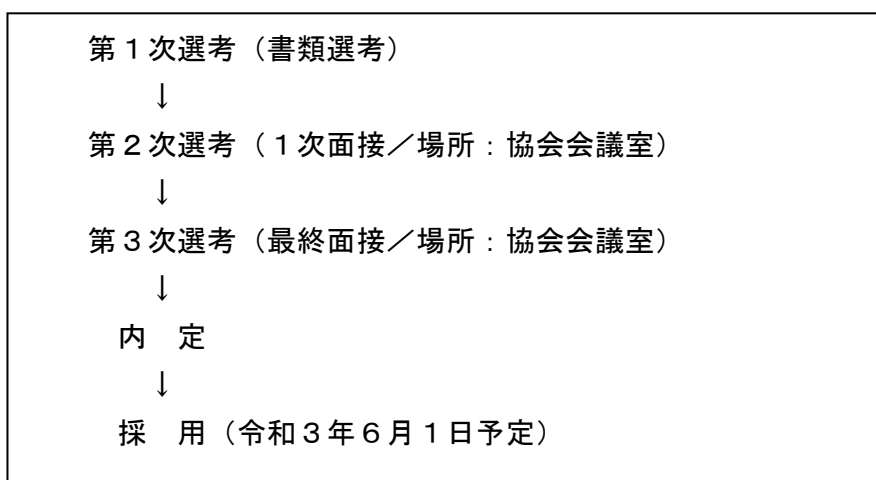 第1次選考（書類選考）
↓
第２次選考（１次面接／場所：協会会議室）
↓
第３次選考（最終面接／場所：協会会議室）
↓
内　定
↓
採　用（令和３年６月１日予定）